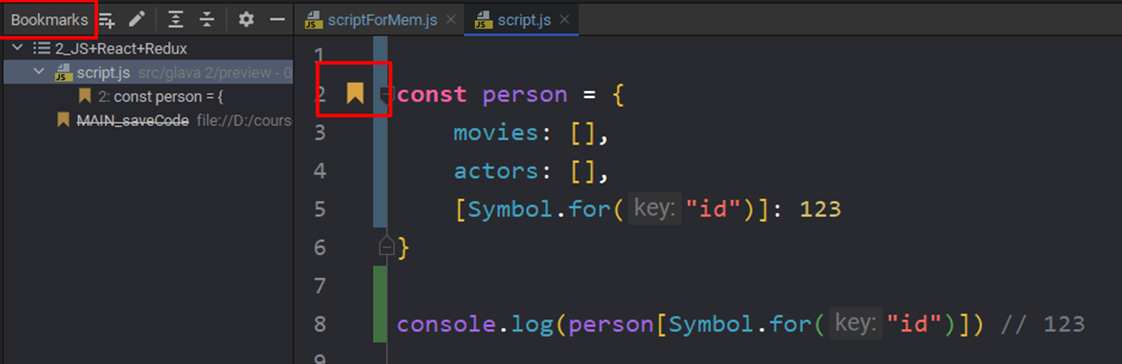 Bookmarks
2_JS+React+Redux
script.js src/glava 2/preview - 0
2: const person = {
MAIN_saveCode file://D:/cours
scriptForMem.js script.js
1
2 const person = {
3 movies: [],
4 actors: [],
5 [Symbol.for( key: "id")]: 123
6 }
7
8 console.log(person[Symbol.for( key: "id")]) // 123
9